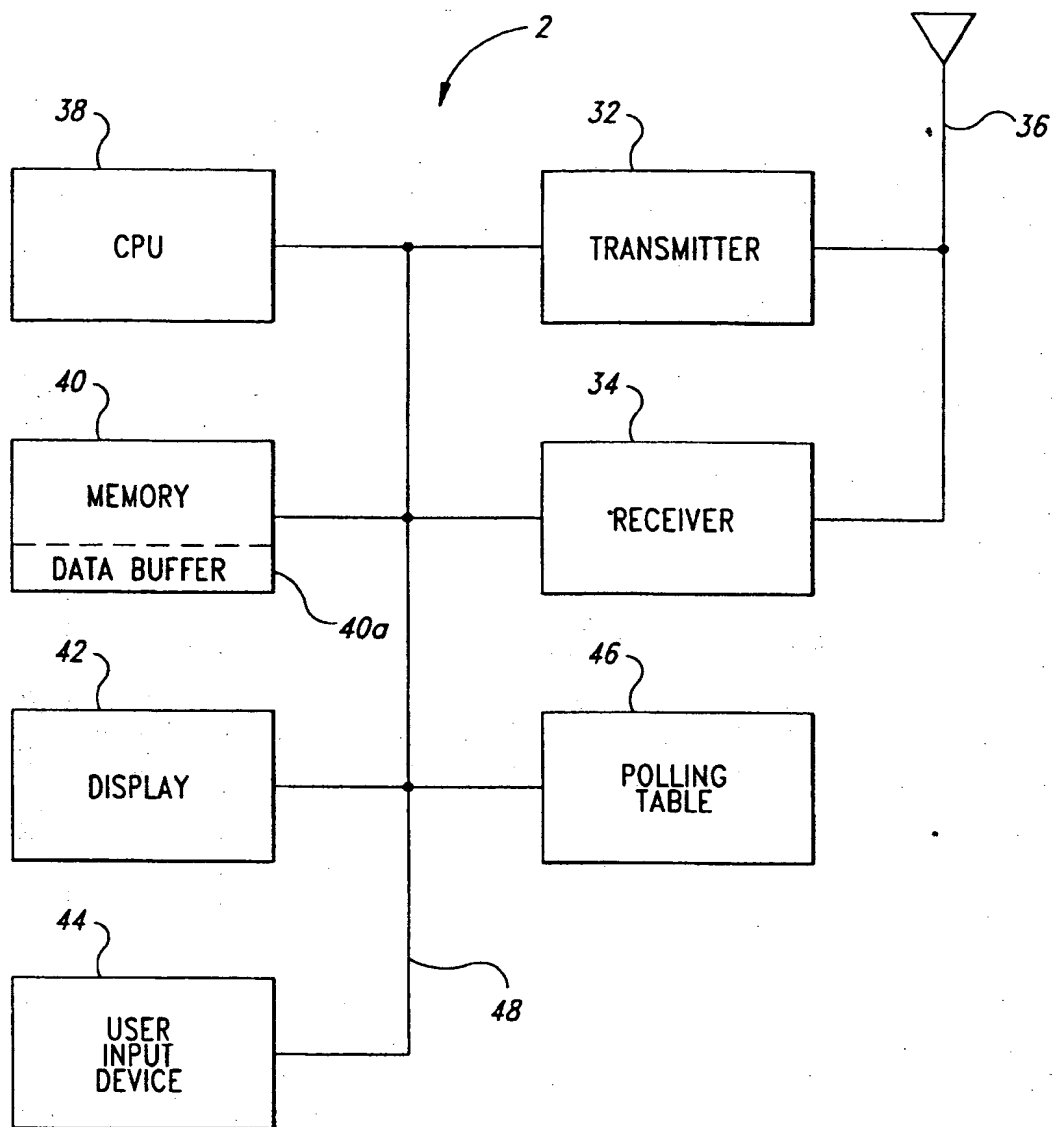 2
38
32
36
CPU
TRANSMITTER
40
34
MEMORY
RECEIVER
DATA BUFFER
40a
42
46
DISPLAY
POLLING
TABLE
44
48
USER
INPUT
DEVICE